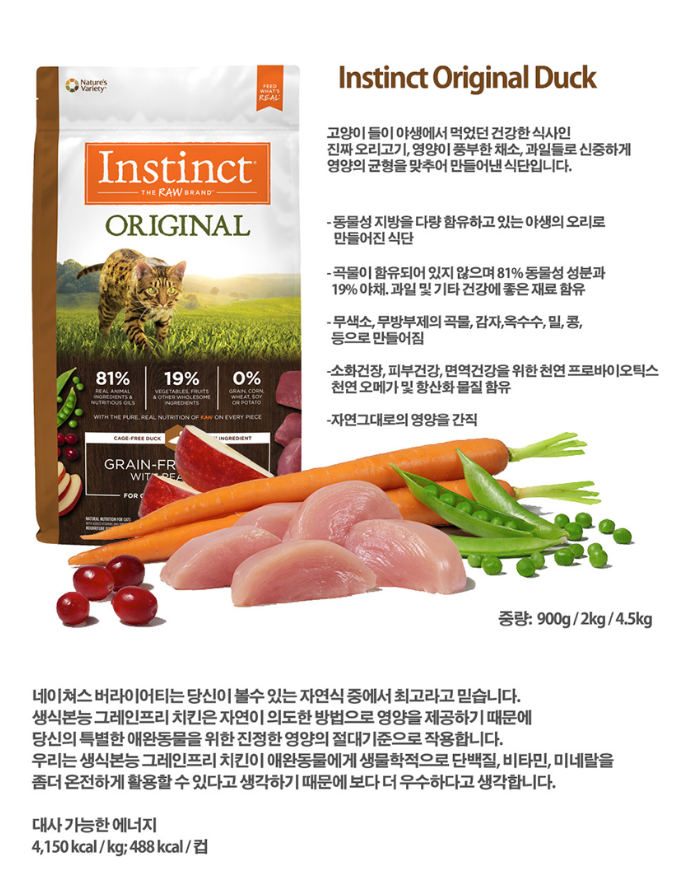 Instinct Original Duck
Nature's
Variety™
FEED
WHAT'S
REAL
고양이 들이 야생에서 먹었던 건강한 식사인
진짜 오리고기, 영양이 풍부한 채소, 과일들로 신중하게
영양의 균형을 맞추어 만들어낸 식단입니다.
Instinct®
THE RAW BRAND™
ORIGINAL
- 동물성 지방을 다량 함유하고 있는 야생의 오리로
만들어진 식단
- 곡물이 함유되어 있지 않으며 81% 동물성 성분과
19% 야채. 과일 및 기타 건강에 좋은 재료 함유
- 무색소, 무방부제의 곡물, 감자,옥수수, 밀, 콩,
등으로 만들어짐
-소화건장, 피부건강, 면역건강을 위한 천연 프로바이오틱스
천연 오메가 및 항산화 물질 함유
-자연그대로의 영양을 간직
81% 19% 0%
REAL ANIMAL VEGETABLES, FRUITS GRAIN, CORN,
INGREDIENTS & & OTHER WHOLESOME WHEAT, SOY
NUTRITIOUS OILS INGREDIENTS OR POTATO
WITH THE PURE, REAL NUTRITION OF RAW ON EVERY PIECE
CAGE-FREE DUCK INGREDIENT
GRAIN-FR
WITH REA
FOR
NATURAL NUTRITION FOR CATS
중량: 900g / 2kg / 4.5kg
네이쳐스 버라이어티는 당신이 볼수 있는 자연식 중에서 최고라고 믿습니다.
생식본능 그레인프리 치킨은 자연이 의도한 방법으로 영양을 제공하기 때문에
당신의 특별한 애완동물을 위한 진정한 영양의 절대기준으로 작용합니다.
우리는 생식본능 그레인프리 치킨이 애완동물에게 생물학적으로 단백질, 비타민, 미네랄을
좀더 온전하게 활용할 수 있다고 생각하기 때문에 보다 더 우수하다고 생각합니다.
대사 가능한 에너지
4,150 kcal / kg; 488 kcal / 컵